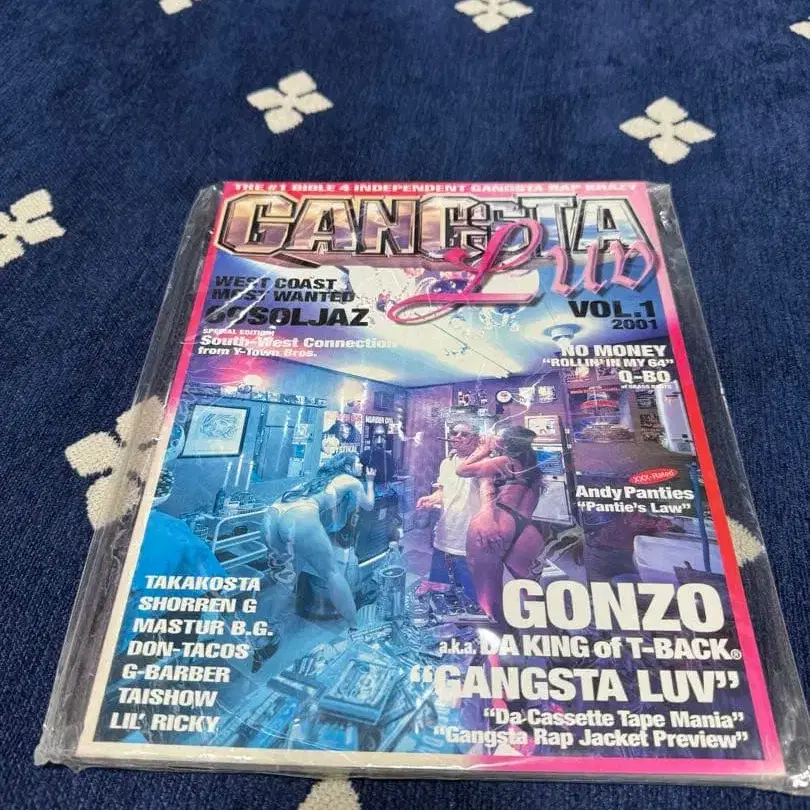 THE #1 BIBLE 4 INDEPENDENT GANGSTA RAP KRAZY
GANGSTA
Luv
WEST COAST
MOST WANTED
VOL.1
2001
SPECIAL EDITION!
South-West Connection
from Y-Town Bros.
NO MONEY
"ROLLIN' IN MY 64"
Q-BO
XXX-Rated
Andy Panties
"Pantie's Law"
TAKAKOSTA
SHORREN G
MASTUR B.G.
DON-TACOS
G-BARBER
TAISHOW
LIL' RICKY
GONZO
a.k.a. DA KING of T-BACK®
"GANGSTA LUV"
"Da Cassette Tape Mania"
"Gangsta Rap Jacket Preview"